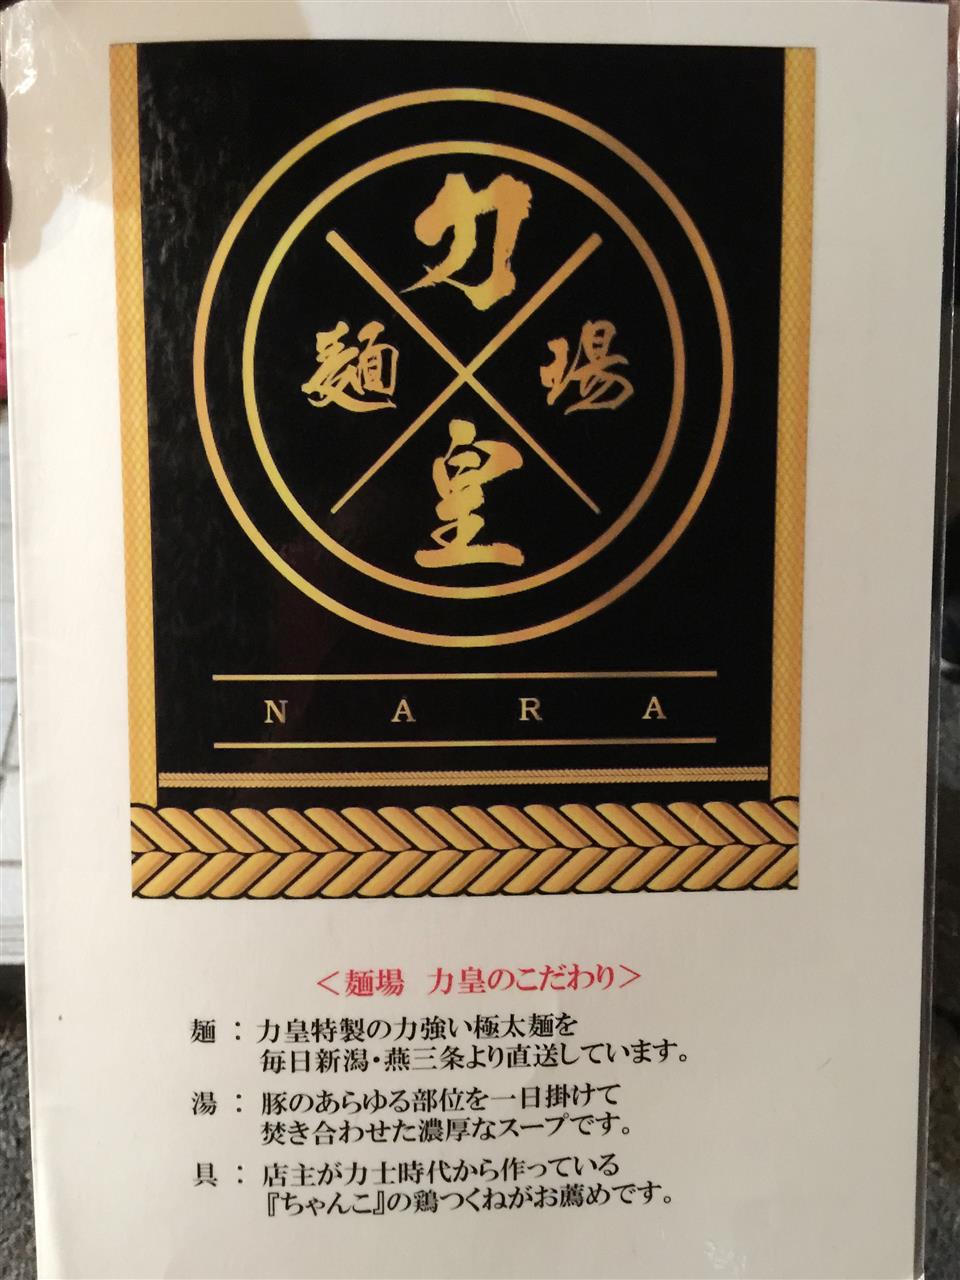 力
麺場
皇
NARA
＜麺場 力皇のこだわり＞
麺：力皇特製の力強い極太麺を
毎日新潟・燕三条より直送しています。
湯：豚のあらゆる部位を一日掛けて
焚き合わせた濃厚なスープです。
具：店主が力士時代から作っている
『ちゃんこ』の鶏つくねがお薦めです。